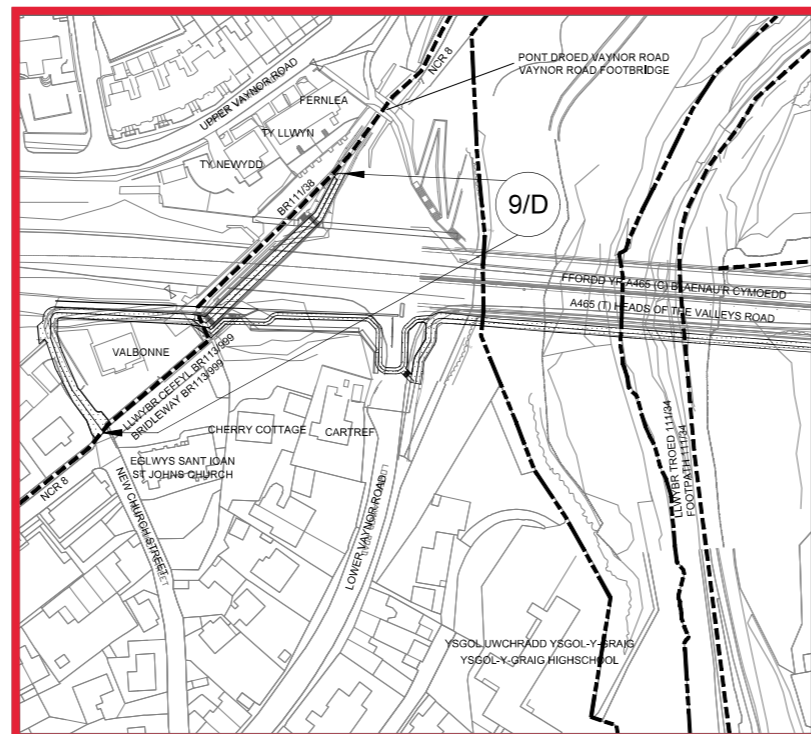 PONT DROED VAYNOR ROAD
VAYNOR ROAD FOOTBRIDGE
NCR 8
UPPER VAYNOR ROAD
FERNLEA
TY LLWYN
TY NEWYDD
BR111/38
9/D
FFORDD YR A465 (C) BLAENAU'R CYMOEDD
A465 (T) HEADS OF THE VALLEYS ROAD
VALBONNE
LLWYBR CEFFYL BR113/999
BRIDLEWAY BR113/999
CHERRY COTTAGE
CARTREF
EGLWYS SANT IOAN
ST JOHNS CHURCH
NCR 8
NEW CHURCH STREET
LOWER VAYNOR ROAD
LLWYBR TROED 111/34
FOOTPATH 111/34
YSGOL UWCHRADD YSGOL-Y-GRAIG
YSGOL-Y-GRAIG HIGHSCHOOL